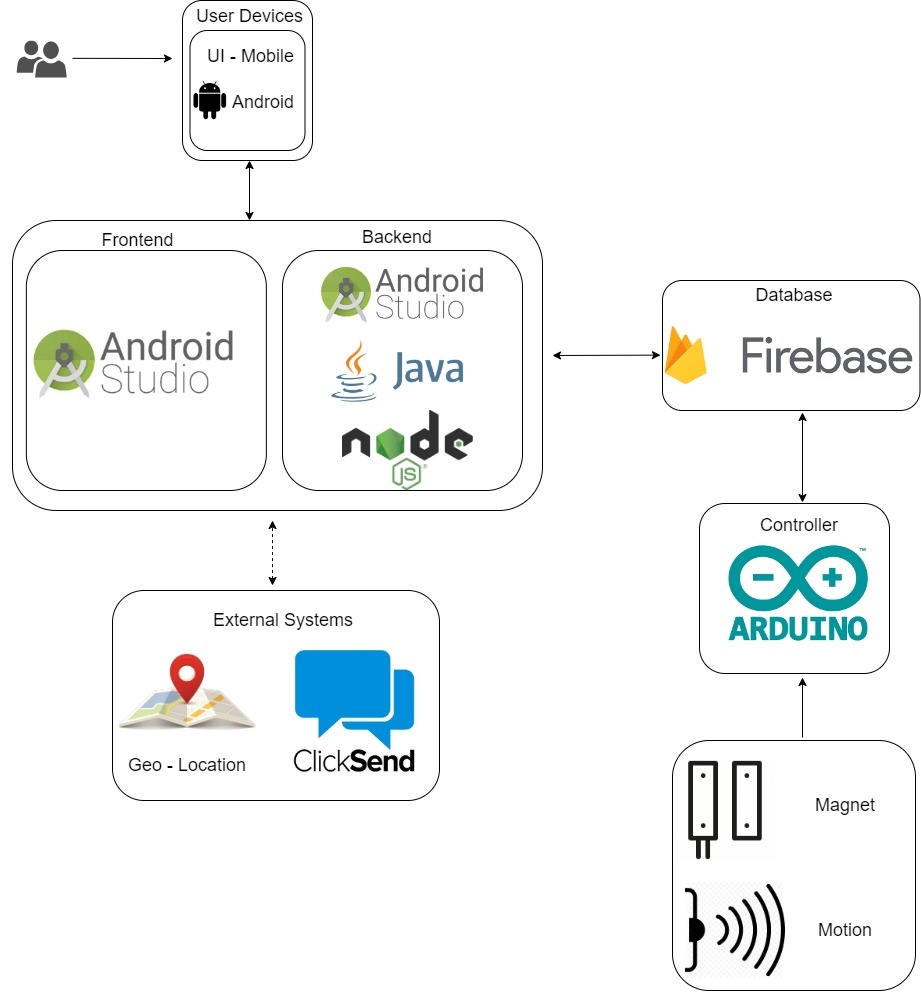 User Devices
UI - Mobile
Android
Frontend
Backend
Android
Studio
Android
Studio
Java
node
JS
®
Database
Firebase
Controller
™
ARDUINO
External Systems
Geo - Location
ClickSend
Magnet
Motion